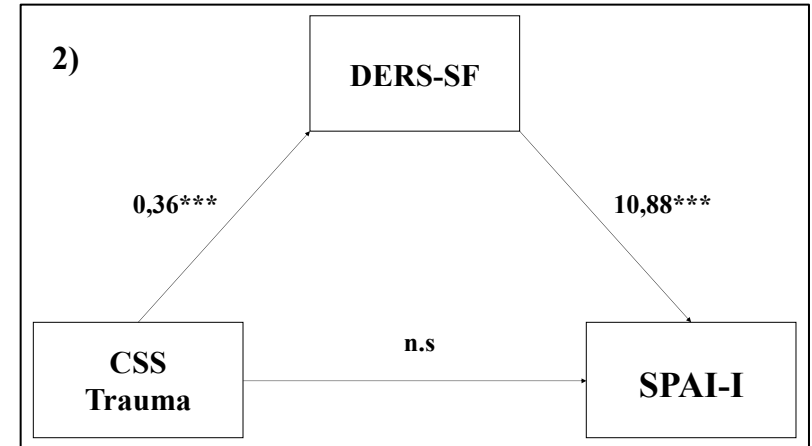 2)
DERS-SF
0,36***
10,88***
n.s
CSS
Trauma
SPAI-I